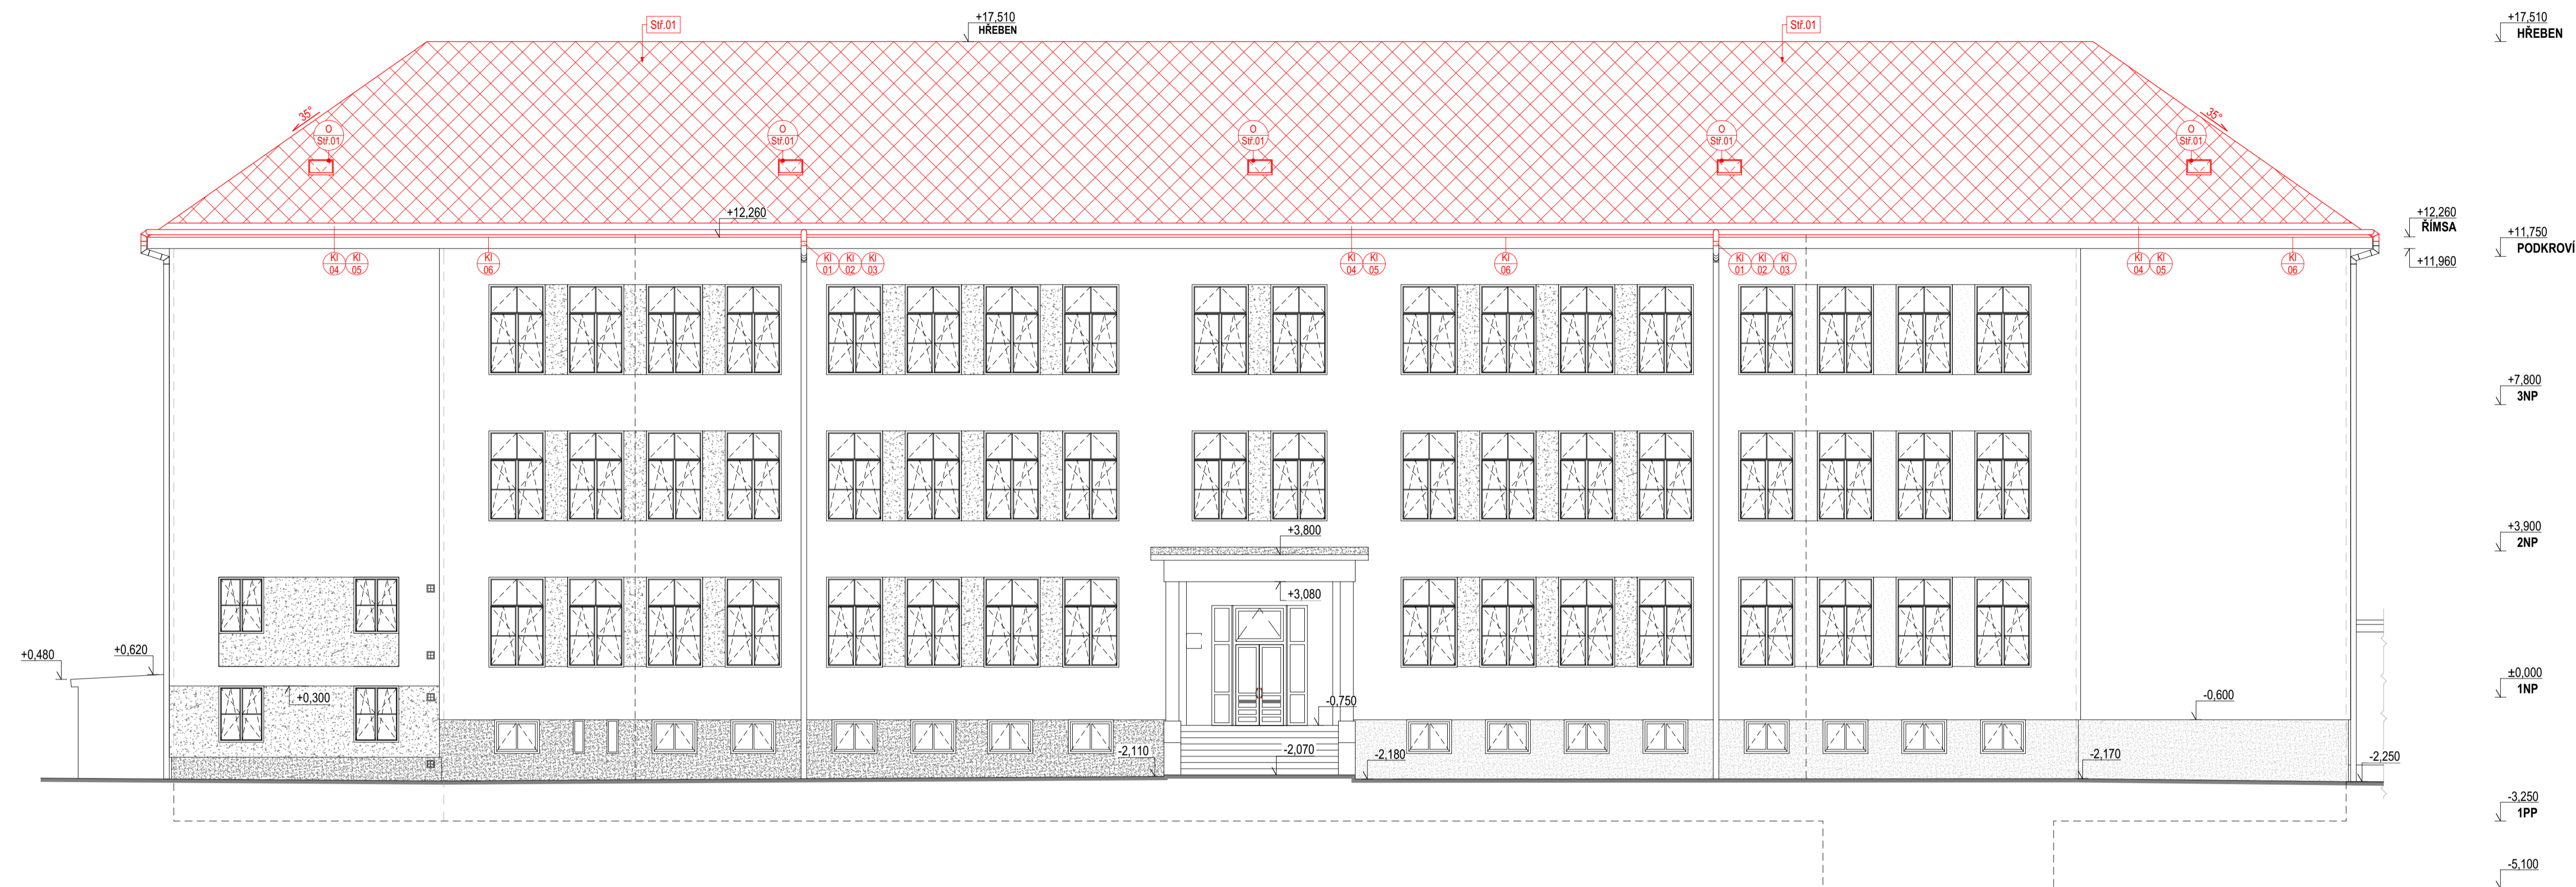 +17,510
HŘEBEN
Stř.01
Stř.01
+17,510
HŘEBEN
35°
35°
O
Stř.01
O
Stř.01
O
Stř.01
O
Stř.01
O
Stř.01
+12,260
+12,260
ŘÍMSA
+11,750
PODKROVÍ
+11,960
Kl
04
Kl
05
Kl
06
Kl
01
Kl
02
Kl
03
Kl
04
Kl
05
Kl
06
Kl
01
Kl
02
Kl
03
Kl
04
Kl
05
Kl
06
+7,800
3NP
+3,800
+3,900
2NP
+3,080
+0,480
+0,620
+0,300
±0,000
1NP
-0,750
-0,600
-2,110
-2,070
-2,180
-2,170
-2,250
-3,250
1PP
-5,100